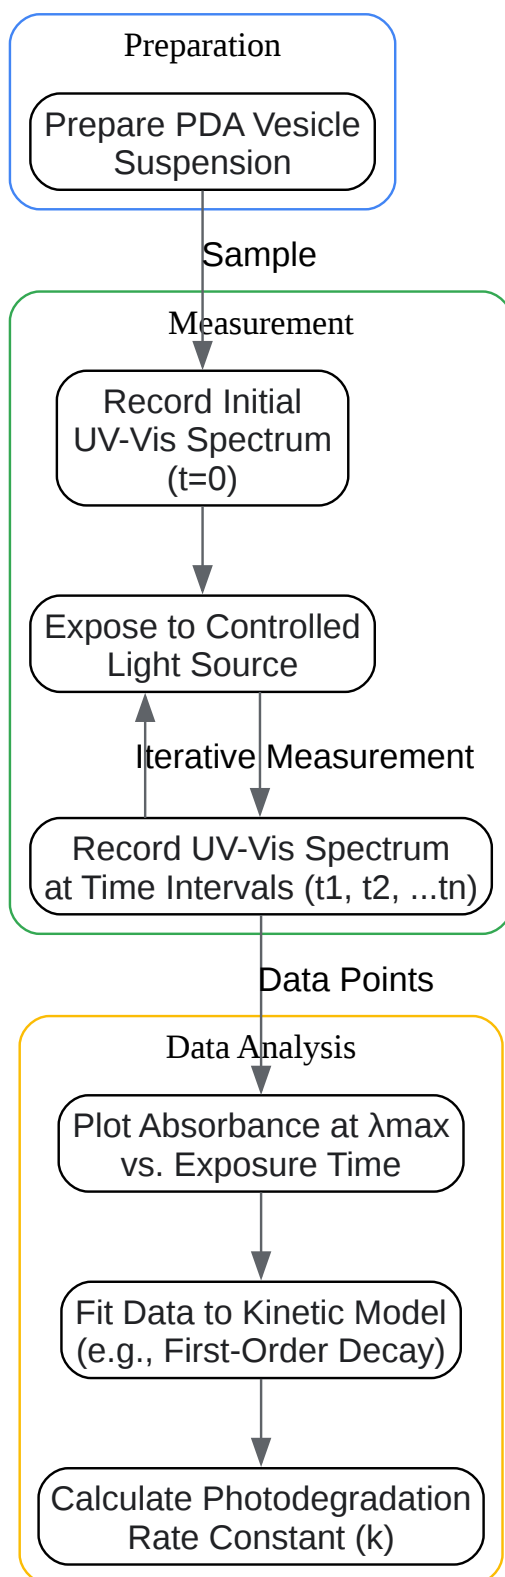 Preparation
Prepare PDA Vesicle
Suspension
Sample
Measurement
Record Initial
UV-Vis Spectrum
(t=0)
Expose to Controlled
Light Source
Iterative Measurement
Record UV-Vis Spectrum
at Time Intervals (t1, t2, ...tn)
Data Points
Data Analysis
Plot Absorbance at λmax
vs. Exposure Time
Fit Data to Kinetic Model
(e.g., First-Order Decay)
Calculate Photodegradation
Rate Constant (k)